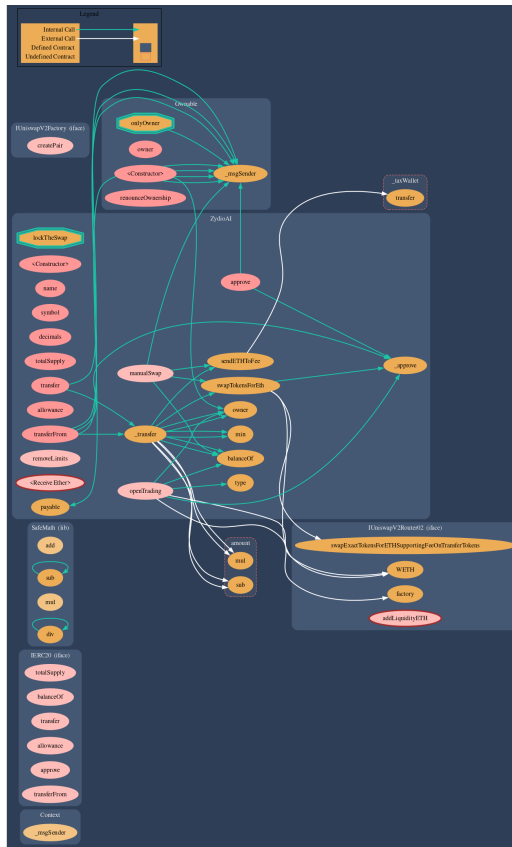 Legend
Internal Call
External Call
Defined Contract
Undefined Contract
Ownable
onlyOwner
owner
<Constructor>
_msgSender
renounceOwnership
IUniswapV2Factory (iface)
createPair
_taxWallet
transfer
ZydioAI
lockTheSwap
<Constructor>
name
symbol
decimals
totalSupply
transfer
allowance
transferFrom
removeLimits
<ReceiveEther>
payable
approve
manualSwap
sendETHToFee
swapTokensForEth
_approve
_transfer
owner
min
balanceOf
type
openTrading
SafeMath (lib)
add
sub
mul
div
amount
mul
sub
IUniswapV2Router02 (iface)
swapExactTokensForETHSupportingFeeOnTransferTokens
WETH
factory
addLiquidityETH
IERC20 (iface)
totalSupply
balanceOf
transfer
allowance
approve
transferFrom
Context
_msgSender